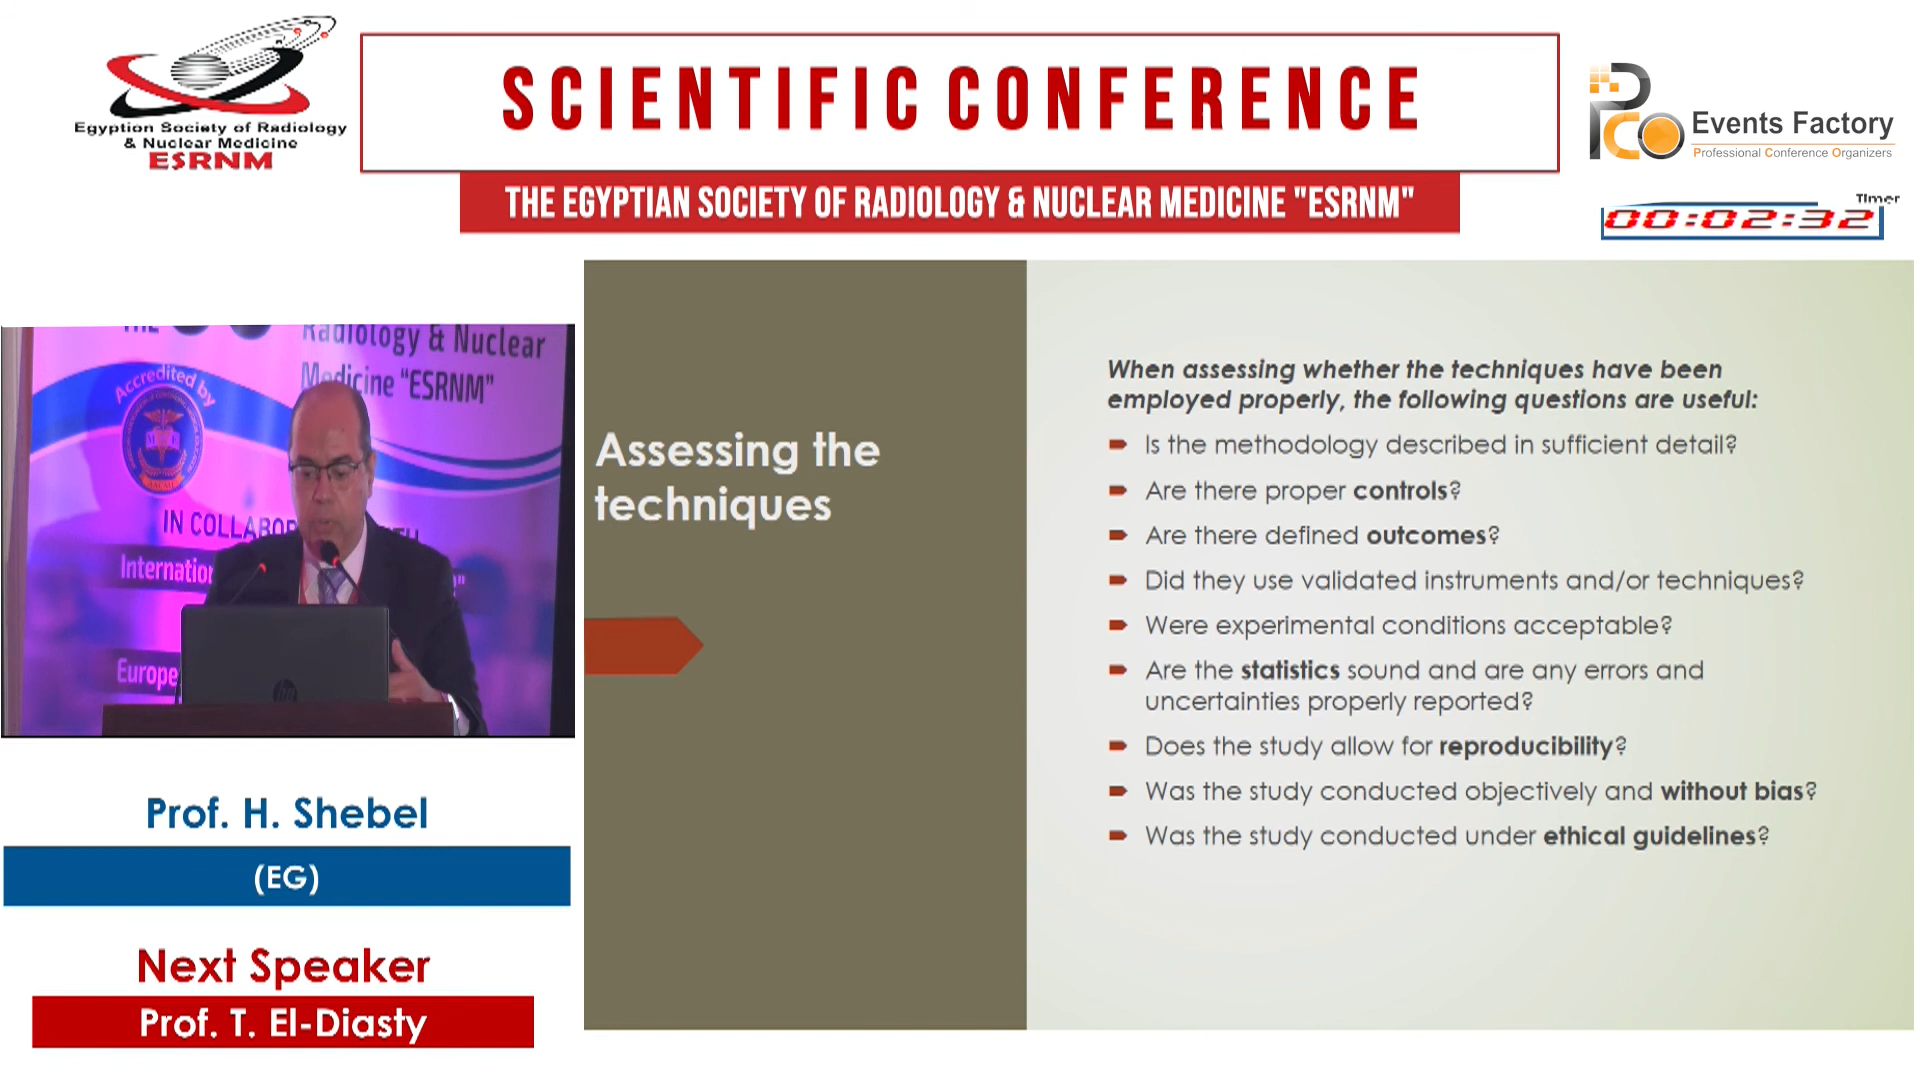 Egyptian Society of Radiology
& Nuclear Medicine
ESRNM
SCIENTIFIC CONFERENCE
THE EGYPTIAN SOCIETY OF RADIOLOGY & NUCLEAR MEDICINE "ESRNM"
PCO
Events Factory
Professional Conference Organizers
Timer
00:02:32
Radiology & Nuclear
Medicine "ESRNM"
Accredited by
IN COLLABOR
Internation
Europe
hp
Prof. H. Shebel
(EG)
Next Speaker
Prof. T. El-Diasty
Assessing the
techniques
When assessing whether the techniques have been
employed properly, the following questions are useful:
Is the methodology described in sufficient detail?
Are there proper controls?
Are there defined outcomes?
Did they use validated instruments and/or techniques?
Were experimental conditions acceptable?
Are the statistics sound and are any errors and
uncertainties properly reported?
Does the study allow for reproducibility?
Was the study conducted objectively and without bias?
Was the study conducted under ethical guidelines?